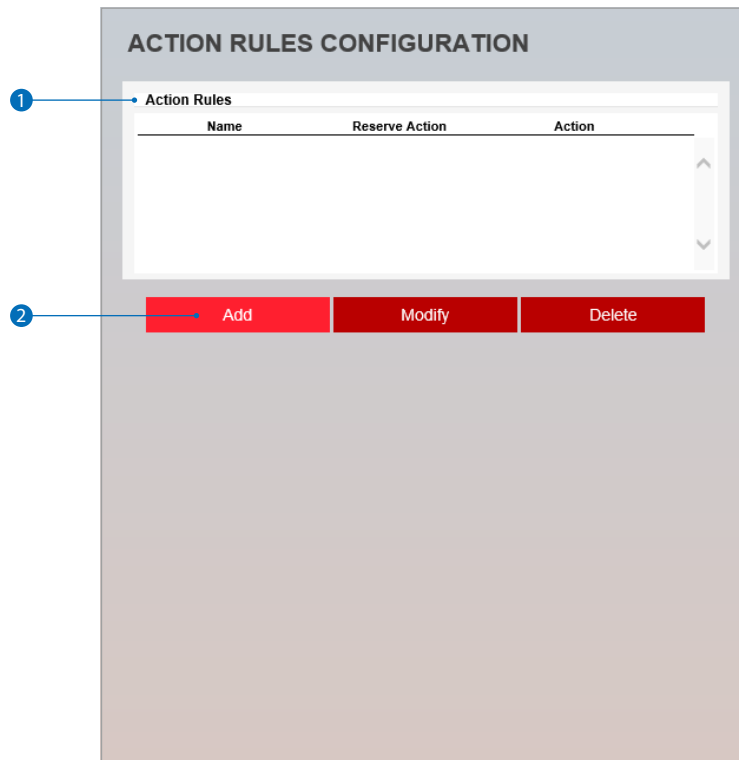 ACTION RULES CONFIGURATION
1
Action Rules
Name Reserve Action Action
2
Add Modify Delete